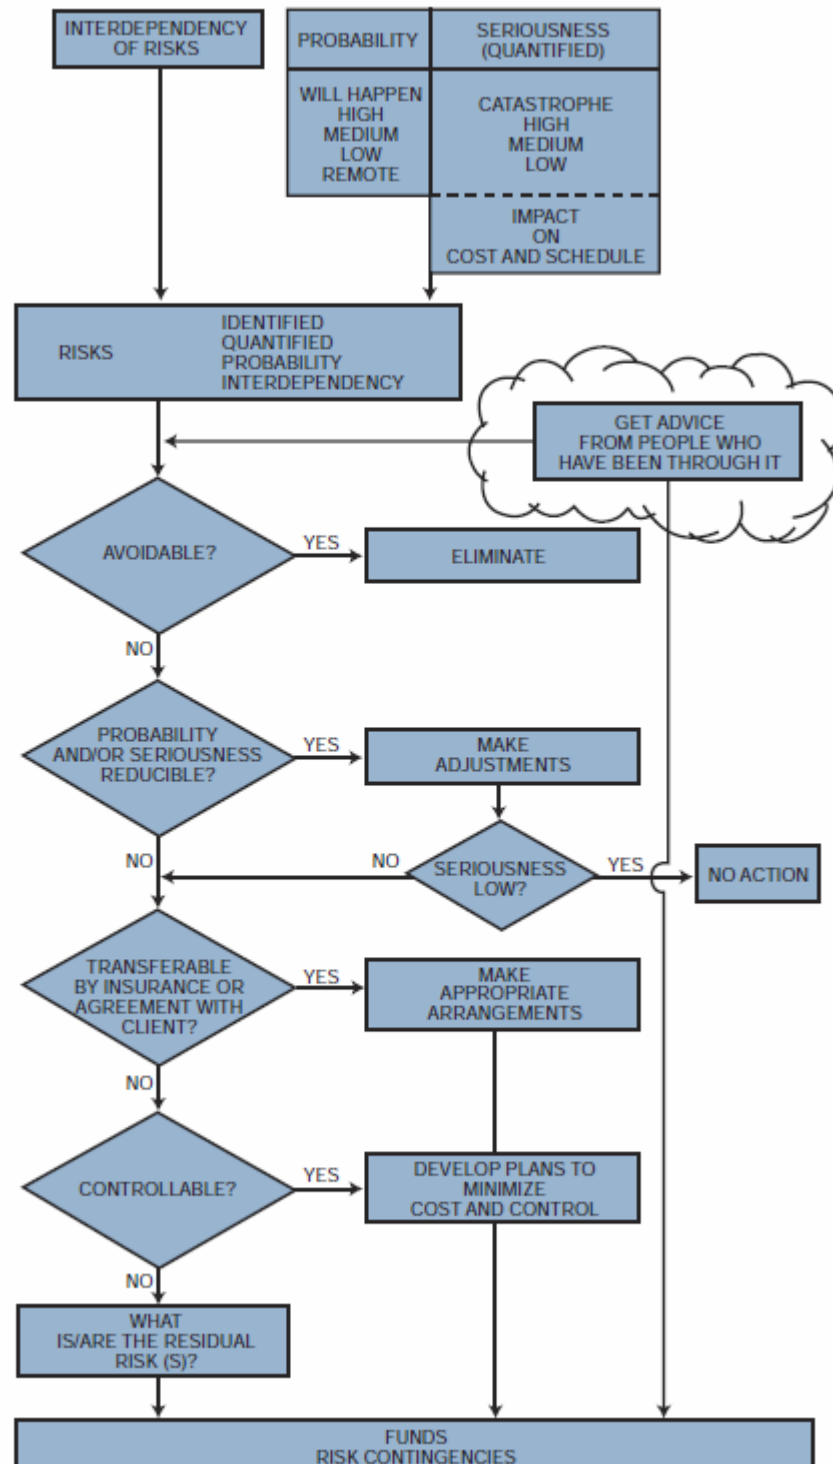 INTERDEPENDENCY
OF RISKS
PROBABILITY
SERIOUSNESS
(QUANTIFIED)
WILL HAPPEN
HIGH
MEDIUM
LOW
REMOTE
CATASTROPHE
HIGH
MEDIUM
LOW
IMPACT
ON
COST AND SCHEDULE
RISKS
IDENTIFIED
QUANTIFIED
PROBABILITY
INTERDEPENDENCY
GET ADVICE
FROM PEOPLE WHO
HAVE BEEN THROUGH IT
AVOIDABLE?
YES
ELIMINATE
NO
PROBABILITY
AND/OR SERIOUSNESS
REDUCIBLE?
YES
MAKE
ADJUSTMENTS
NO
NO
SERIOUSNESS
LOW?
YES
NO ACTION
TRANSFERABLE
BY INSURANCE OR
AGREEMENT WITH
CLIENT?
YES
MAKE
APPROPRIATE
ARRANGEMENTS
NO
CONTROLLABLE?
YES
DEVELOP PLANS TO
MINIMIZE
COST AND CONTROL
NO
WHAT
IS/ARE THE RESIDUAL
RISK (S)?
FUNDS
RISK CONTINGENCIES